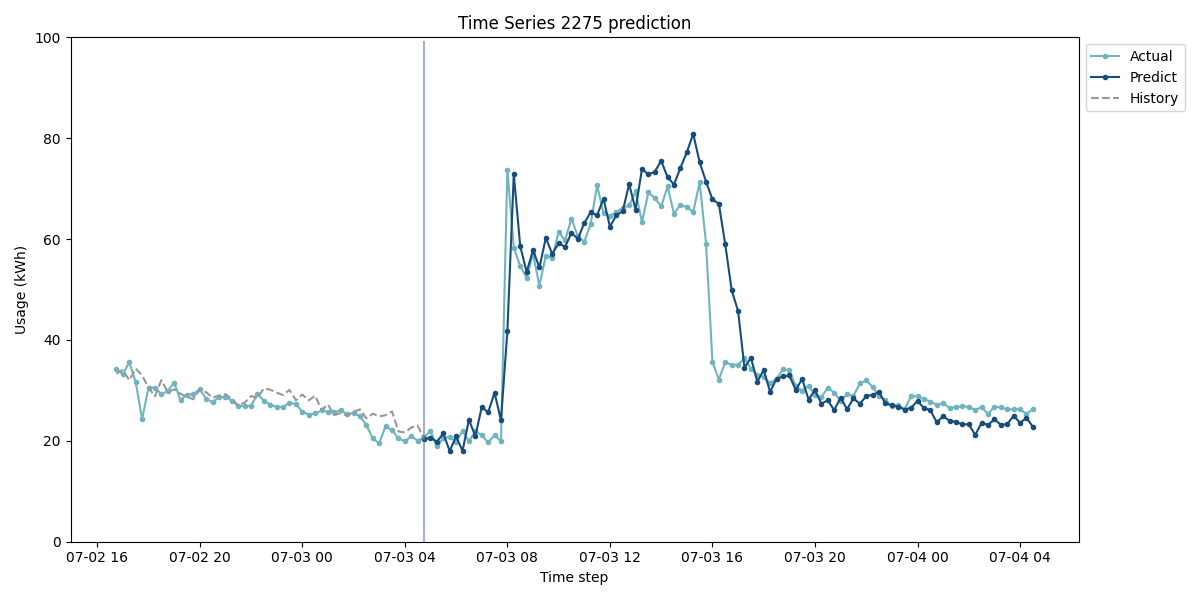 Time Series 2275 prediction
100
80
60
40
20
0
Usage (kWh)
07-02 16
07-02 20
07-03 00
07-03 04
07-03 08
07-03 12
07-03 16
07-03 20
07-04 00
07-04 04
Time step
Actual
Predict
History